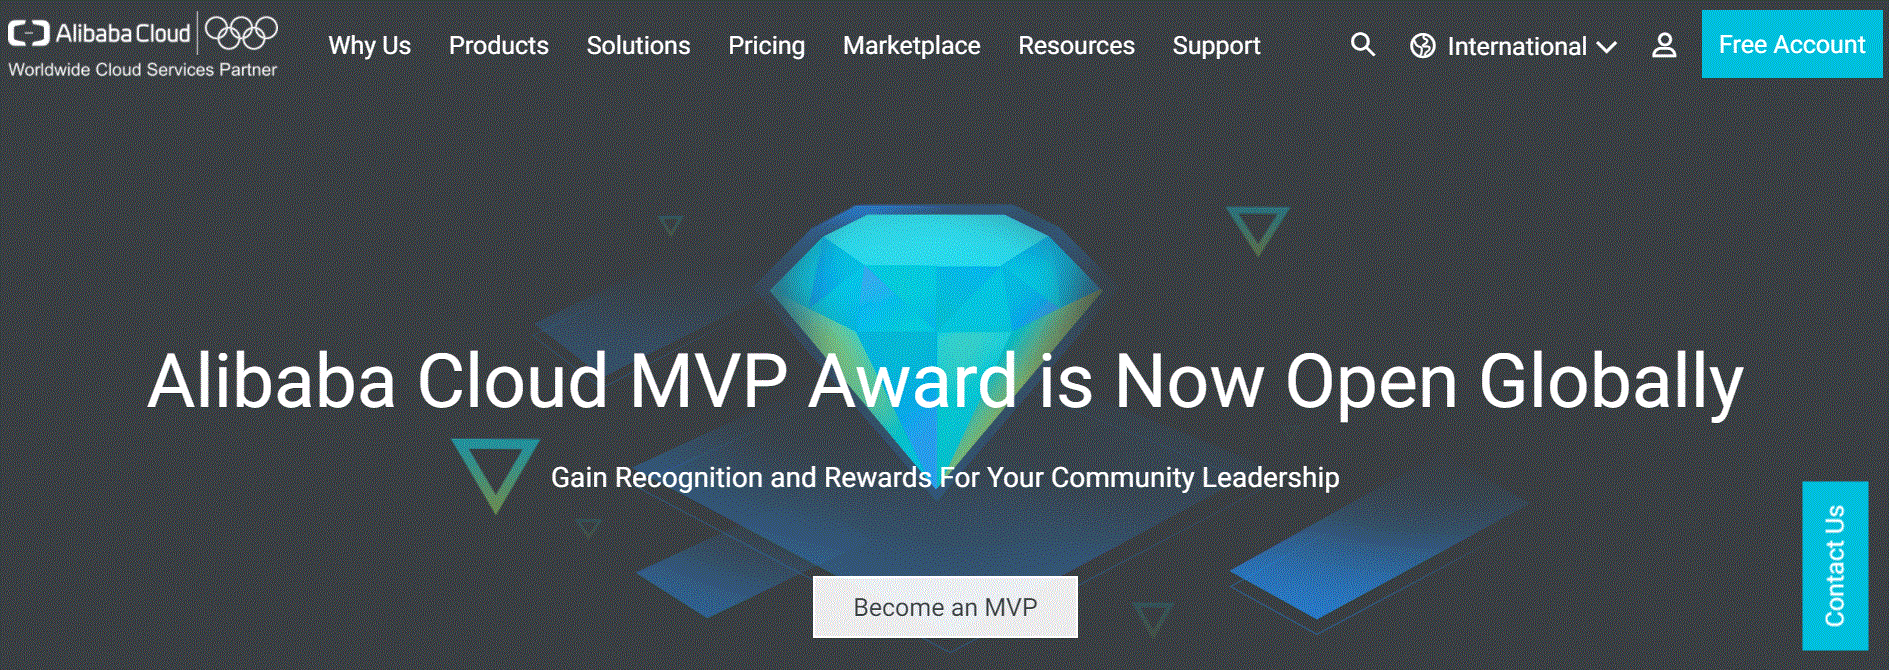 Alibaba Cloud
Worldwide Cloud Services Partner
Why Us
Products
Solutions
Pricing
Marketplace
Resources
Support
International
Free Account
Alibaba Cloud MVP Award is Now Open Globally
Gain Recognition and Rewards For Your Community Leadership
Become an MVP
Contact Us